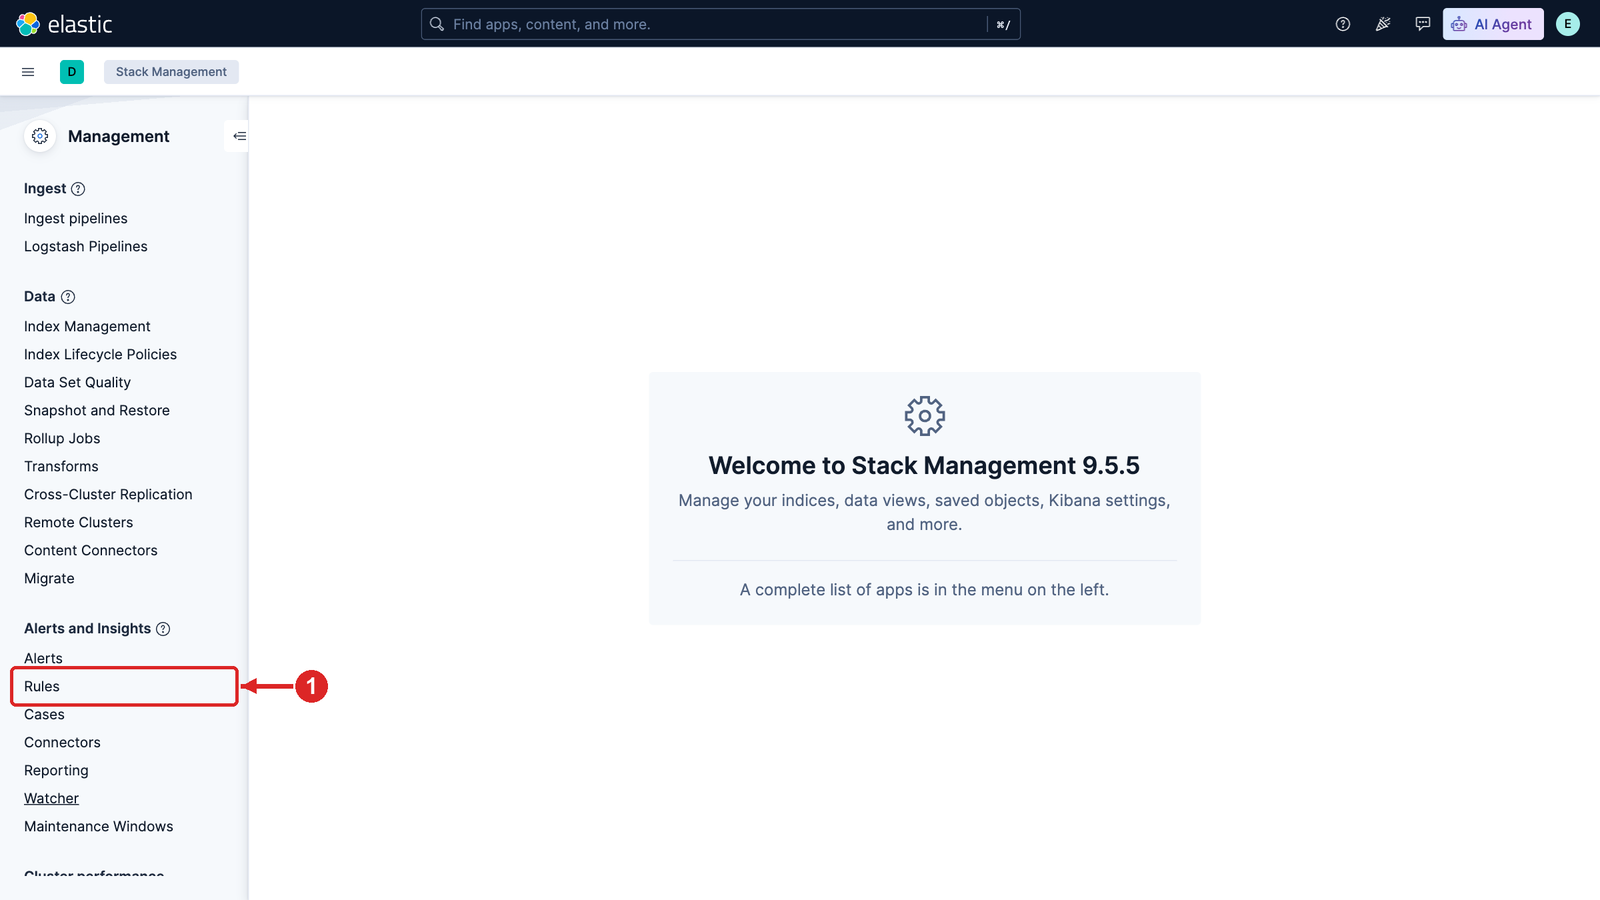 elastic
Find apps, content, and more.
⌘/
AI Agent
E
D
Stack Management
Management
Ingest
Ingest pipelines
Logstash Pipelines
Data
Index Management
Index Lifecycle Policies
Data Set Quality
Snapshot and Restore
Rollup Jobs
Transforms
Cross-Cluster Replication
Remote Clusters
Content Connectors
Migrate
Alerts and Insights
Alerts
Rules
1
Cases
Connectors
Reporting
Watcher
Maintenance Windows
Cluster performance
Welcome to Stack Management 9.5.5
Manage your indices, data views, saved objects, Kibana settings,
and more.
A complete list of apps is in the menu on the left.